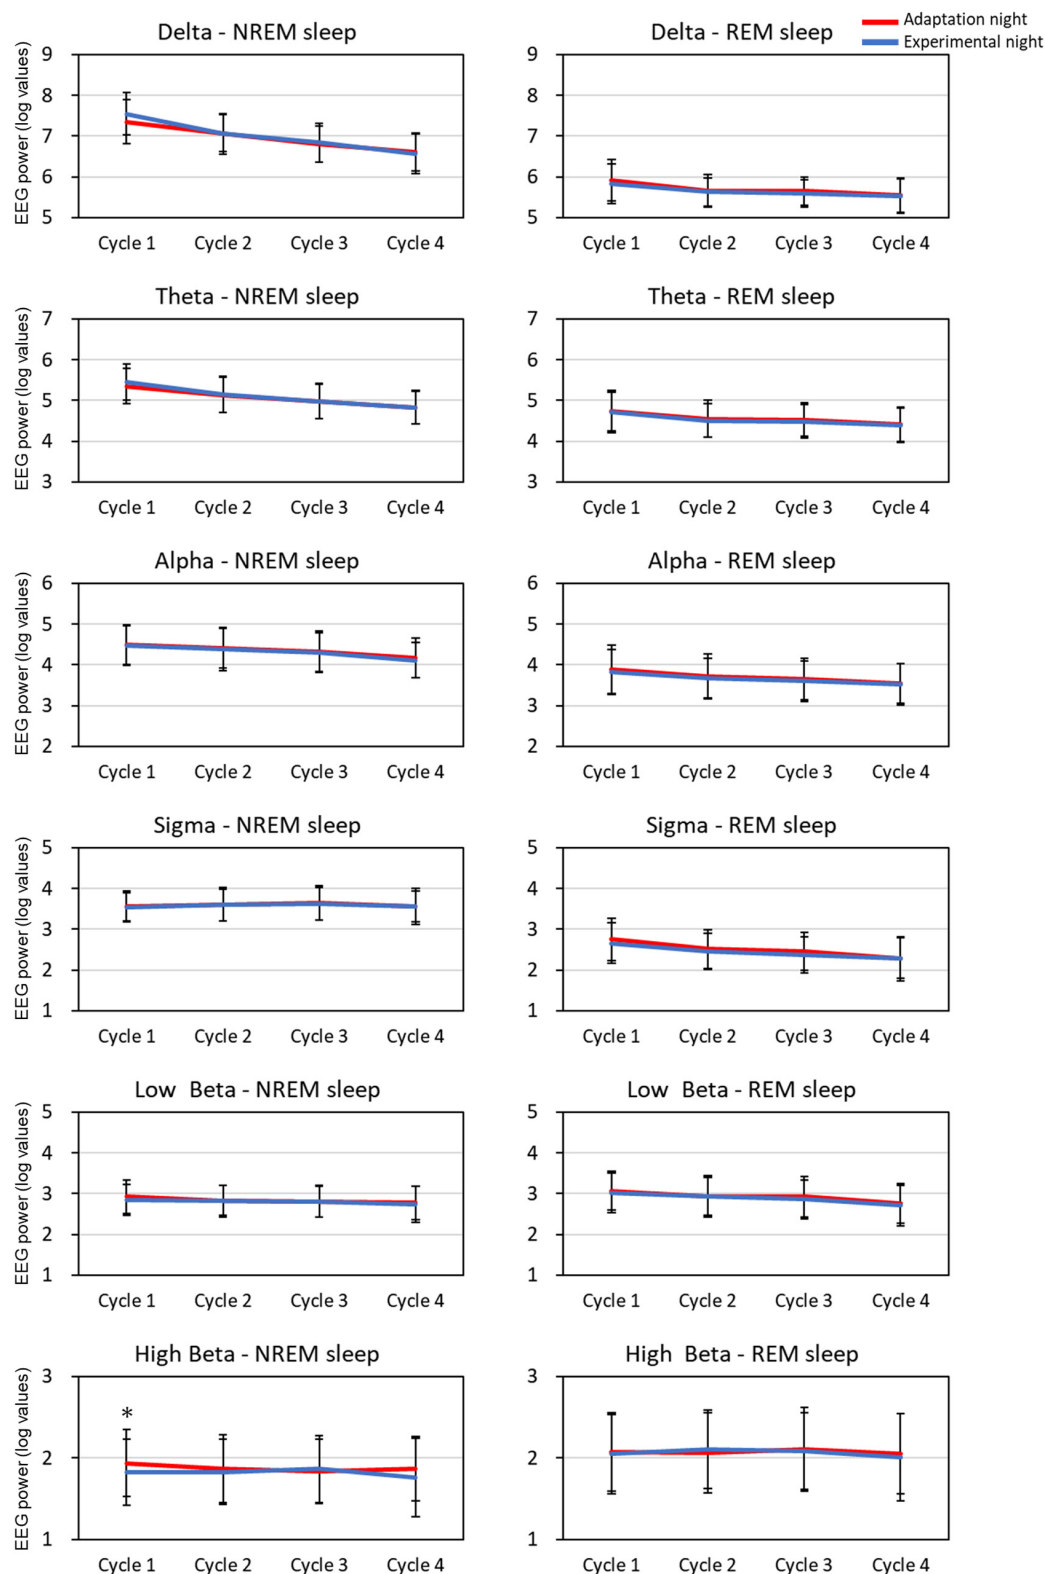 Delta - NREM sleep
Delta - REM sleep
Adaptation night
Experimental night
EEG power (log values)
9
8
7
6
5
Cycle 1 Cycle 2 Cycle 3 Cycle 4
9
8
7
6
5
Cycle 1 Cycle 2 Cycle 3 Cycle 4
Theta - NREM sleep
Theta - REM sleep
EEG power (log values)
7
6
5
4
3
Cycle 1 Cycle 2 Cycle 3 Cycle 4
7
6
5
4
3
Cycle 1 Cycle 2 Cycle 3 Cycle 4
Alpha - NREM sleep
Alpha - REM sleep
EEG power (log values)
6
5
4
3
2
Cycle 1 Cycle 2 Cycle 3 Cycle 4
6
5
4
3
2
Cycle 1 Cycle 2 Cycle 3 Cycle 4
Sigma - NREM sleep
Sigma - REM sleep
EEG power (log values)
5
4
3
2
1
Cycle 1 Cycle 2 Cycle 3 Cycle 4
5
4
3
2
1
Cycle 1 Cycle 2 Cycle 3 Cycle 4
Low Beta - NREM sleep
Low Beta - REM sleep
EEG power (log values)
5
4
3
2
1
Cycle 1 Cycle 2 Cycle 3 Cycle 4
5
4
3
2
1
Cycle 1 Cycle 2 Cycle 3 Cycle 4
High Beta - NREM sleep
High Beta - REM sleep
EEG power (log values)
3
2
1
*
Cycle 1 Cycle 2 Cycle 3 Cycle 4
3
2
1
Cycle 1 Cycle 2 Cycle 3 Cycle 4